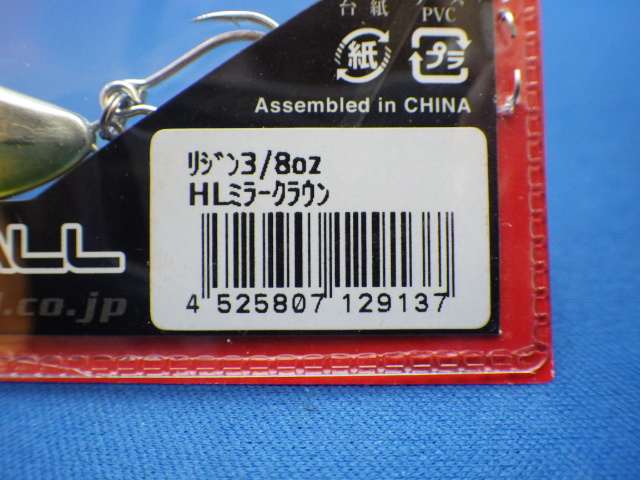 台紙
PVC
紙
プラ
Assembled in CHINA
ﾘｼﾞﾝ3/8oz
HLﾐﾗｰｸﾗｳﾝ
ALL
.co.jp
4 525807 129137